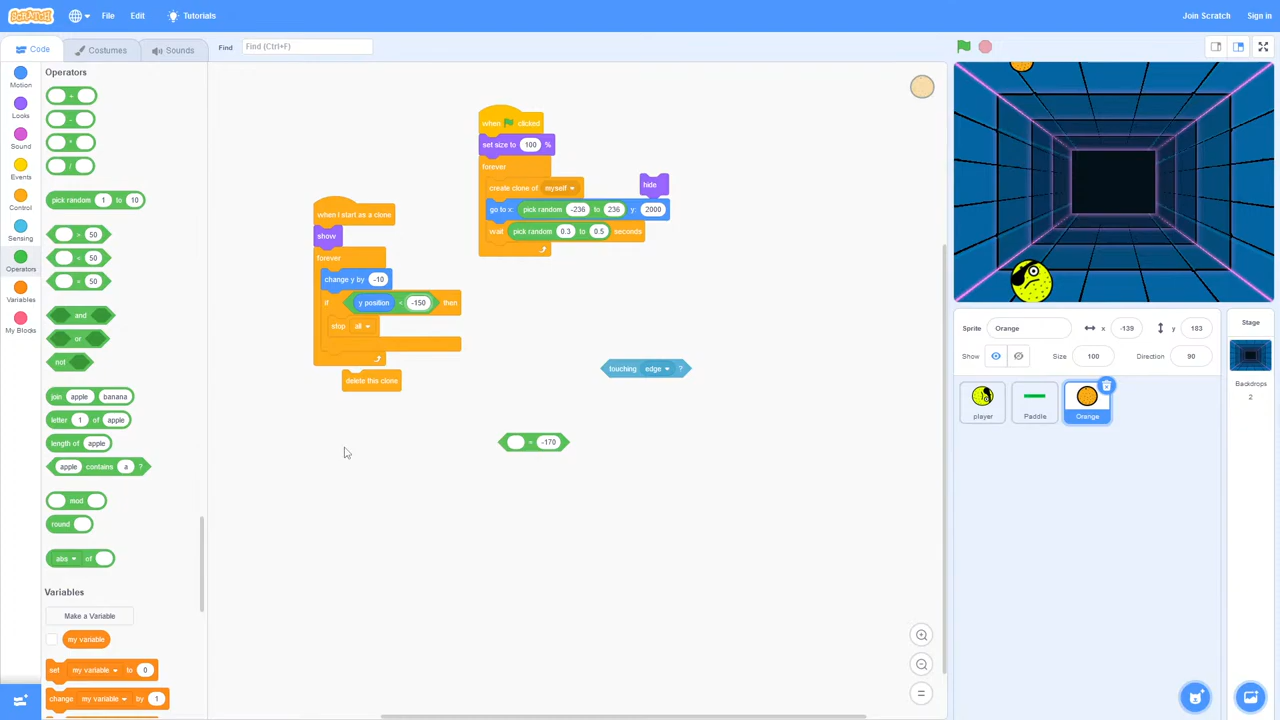 SCRATCH File Edit Tutorials Join Scratch Sign in
Code Costumes Sounds Find Find (Ctrl+F)
Motion
Looks
Sound
Events
Control
Sensing
Operators
Variables
My Blocks
Operators
+
-
*
/
pick random 1 to 10
> 50
< 50
= 50
and
or
not
join apple banana
letter 1 of apple
length of apple
apple contains a ?
mod
round
abs of
Variables
Make a Variable
my variable
set my variable to 0
change my variable by 1
when clicked
set size to 100 %
forever
create clone of myself
go to x: pick random -236 to 236 y: 2000
wait pick random 0.3 to 0.5 seconds
hide
when I start as a clone
show
forever
change y by -10
if y position < -150 then
stop all
delete this clone
touching edge ?
= -170
Sprite Orange x -139 y 183
Show Size 100 Direction 90
player
Paddle
Orange
Stage
Backdrops
2